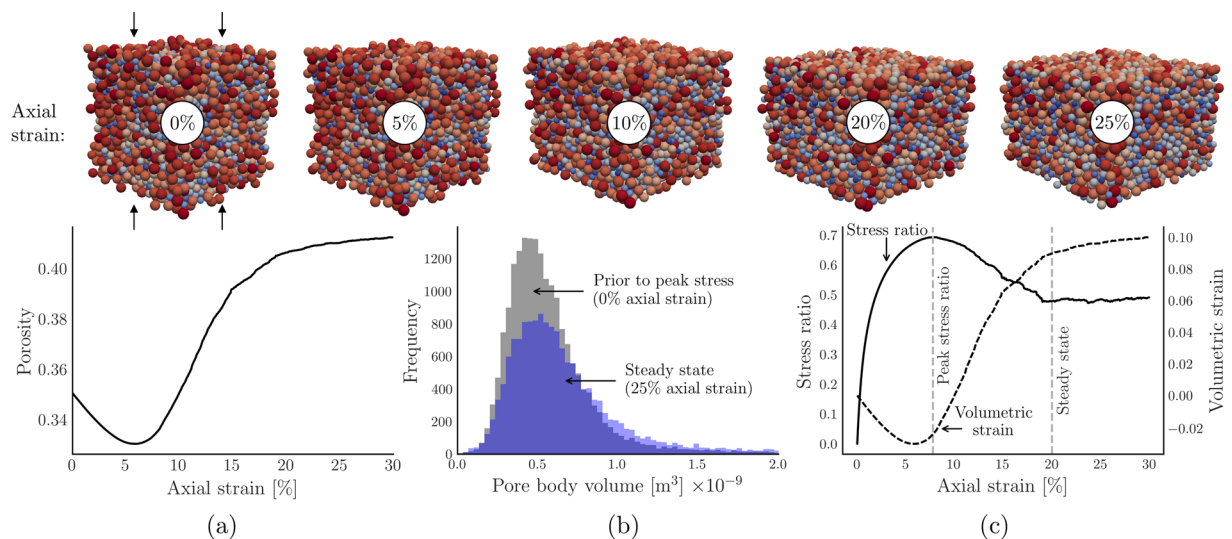 Axial
strain:
0%
5%
10%
20%
25%
Porosity
0.40
0.38
0.36
0.34
0
5
10
15
20
25
30
Axial strain [%]
(a)
Frequency
1200
1000
800
600
400
200
0
Prior to peak stress
(0% axial strain)
Steady state
(25% axial strain)
0.0
0.5
1.0
1.5
2.0
Pore body volume [m³] ×10⁻⁹
(b)
Stress ratio
0.7
0.6
0.5
0.4
0.3
0.2
0.1
0.0
Stress ratio
Peak stress ratio
Steady state
Volumetric
strain
0.10
0.08
0.06
0.04
0.02
0.00
−0.02
Volumetric strain
0
5
10
15
20
25
30
Axial strain [%]
(c)